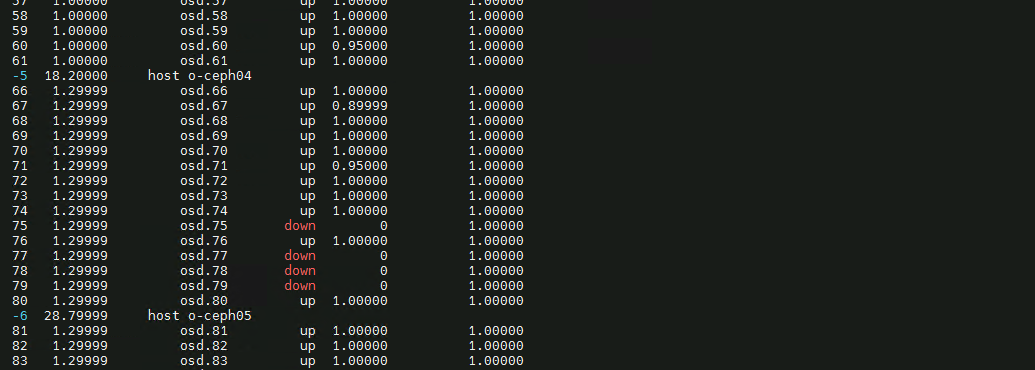 57 1.00000 osd.57 up 1.00000 1.00000
58 1.00000 osd.58 up 1.00000 1.00000
59 1.00000 osd.59 up 1.00000 1.00000
60 1.00000 osd.60 up 0.95000 1.00000
61 1.00000 osd.61 up 1.00000 1.00000
-5 18.20000 host o-ceph04
66 1.29999 osd.66 up 1.00000 1.00000
67 1.29999 osd.67 up 0.89999 1.00000
68 1.29999 osd.68 up 1.00000 1.00000
69 1.29999 osd.69 up 1.00000 1.00000
70 1.29999 osd.70 up 1.00000 1.00000
71 1.29999 osd.71 up 0.95000 1.00000
72 1.29999 osd.72 up 1.00000 1.00000
73 1.29999 osd.73 up 1.00000 1.00000
74 1.29999 osd.74 up 1.00000 1.00000
75 1.29999 osd.75 down 0 1.00000
76 1.29999 osd.76 up 1.00000 1.00000
77 1.29999 osd.77 down 0 1.00000
78 1.29999 osd.78 down 0 1.00000
79 1.29999 osd.79 down 0 1.00000
80 1.29999 osd.80 up 1.00000 1.00000
-6 28.79999 host o-ceph05
81 1.29999 osd.81 up 1.00000 1.00000
82 1.29999 osd.82 up 1.00000 1.00000
83 1.29999 osd.83 up 1.00000 1.00000